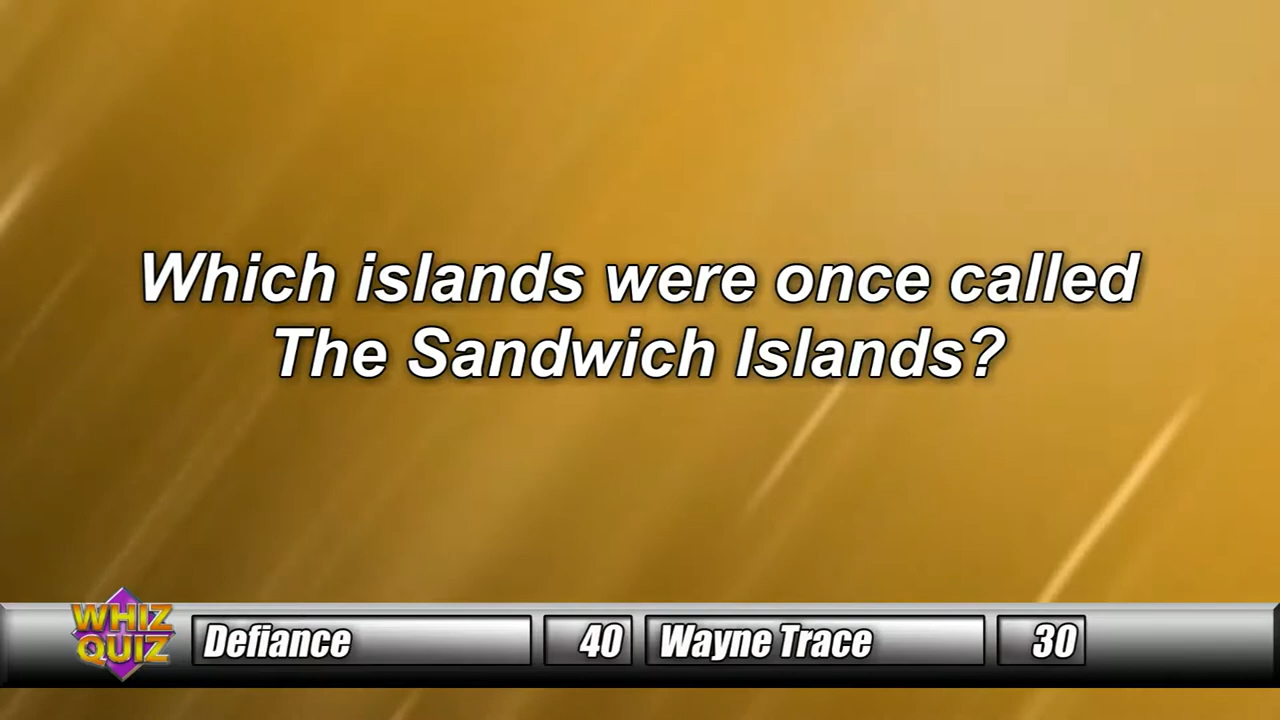 Which islands were once called
The Sandwich Islands?
WHIZ
QUIZ
Defiance 40 Wayne Trace 30